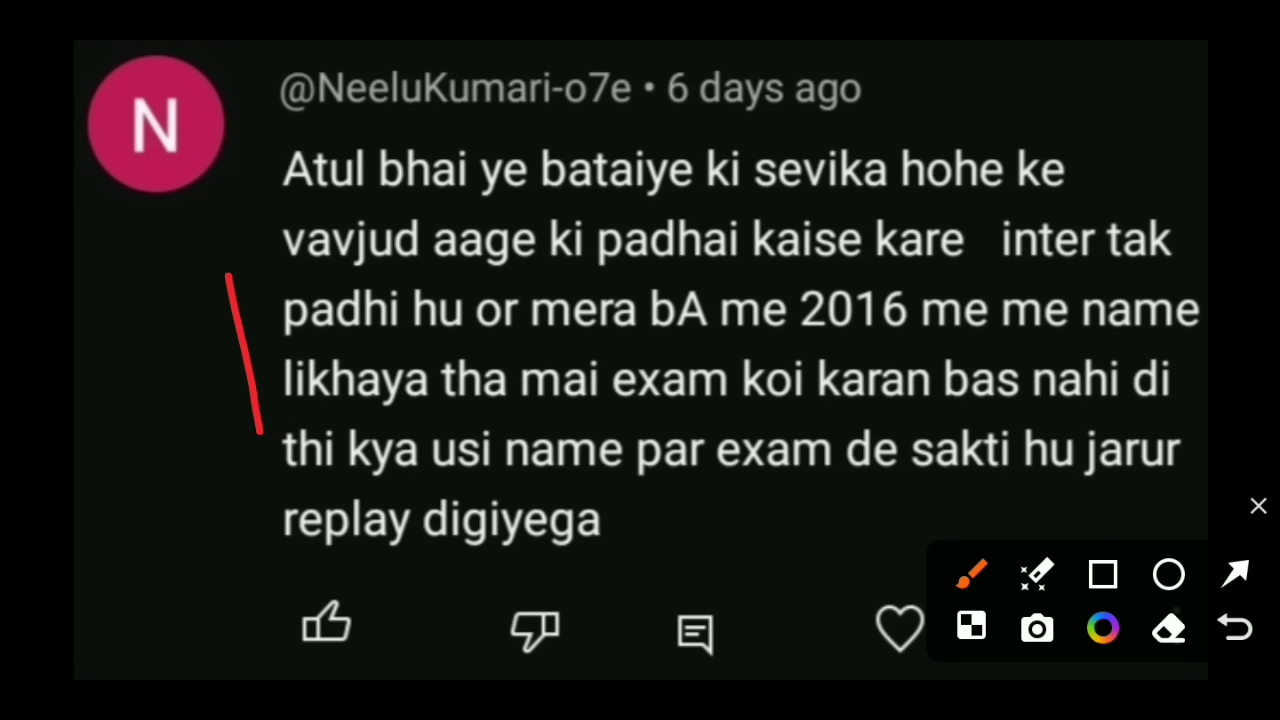 N
@NeeluKumari-o7e • 6 days ago
Atul bhai ye bataiye ki sevika hohe ke
vavjud aage ki padhai kaise kare inter tak
padhi hu or mera bA me 2016 me me name
likhaya tha mai exam koi karan bas nahi di
thi kya usi name par exam de sakti hu jarur
replay digiyega